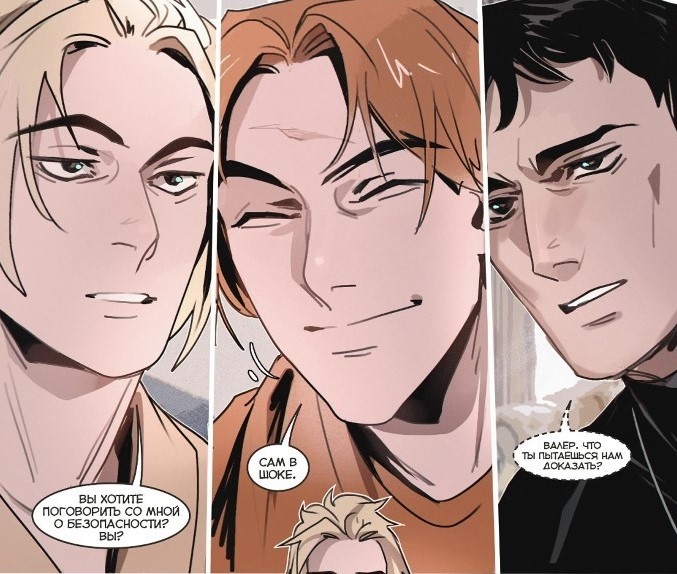 ВЫ ХОТИТЕ
ПОГОВОРИТЬ СО МНОЙ
О БЕЗОПАСНОСТИ?
ВЫ?
САМ В
ШОКЕ.
ВАЛЕР, ЧТО
ТЫ ПЫТАЕШЬСЯ НАМ
ДОКАЗАТЬ?